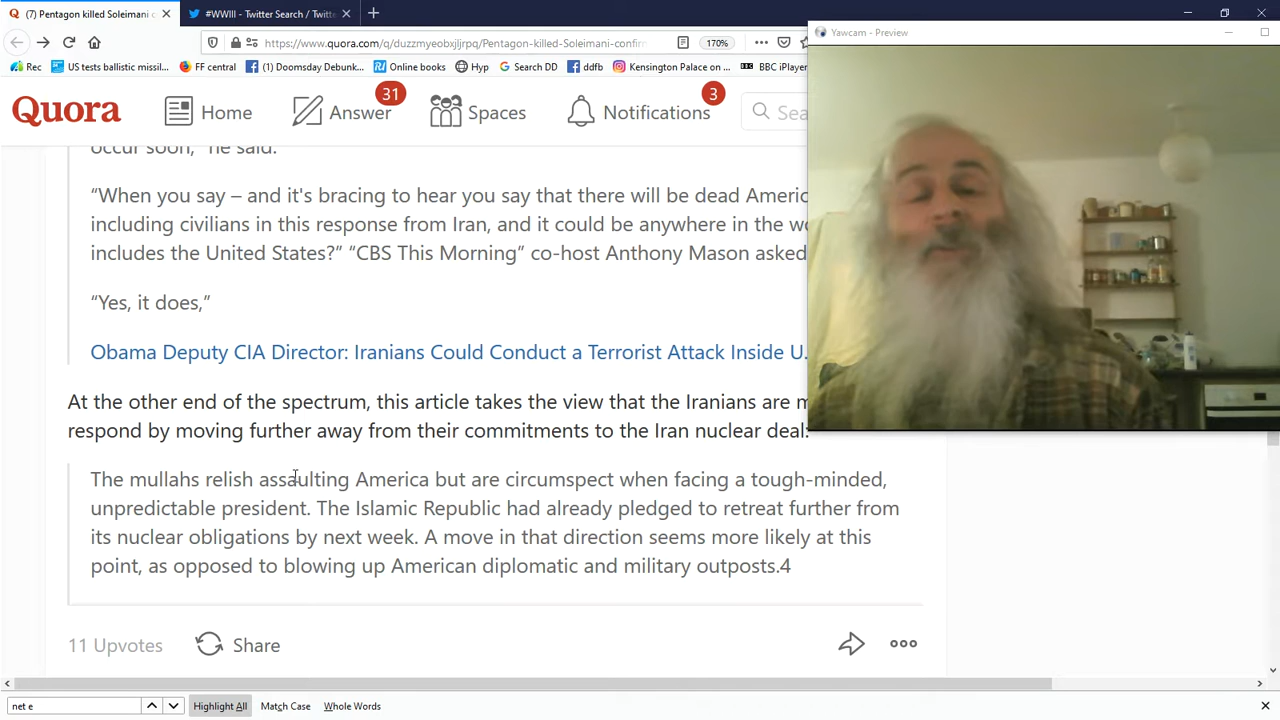 (7) Pentagon killed Soleimani c
#WWIII - Twitter Search / Twitt
https://www.quora.com/q/duzzmyeobxjljrpq/Pentagon-killed-Soleimani-confirr
170%
Yawcam - Preview
Rec
US tests ballistic missil...
FF central
(1) Doomsday Debunk...
Online books
Hyp
Search DD
ddfb
Kensington Palace on ...
BBC iPlayer
Quora
Home
Answer
31
Spaces
Notifications
3
Sea
occur soon," he said.
“When you say – and it's bracing to hear you say that there will be dead Americ
including civilians in this response from Iran, and it could be anywhere in the wo
includes the United States?” “CBS This Morning” co-host Anthony Mason asked
“Yes, it does,”
Obama Deputy CIA Director: Iranians Could Conduct a Terrorist Attack Inside U.
At the other end of the spectrum, this article takes the view that the Iranians are m
respond by moving further away from their commitments to the Iran nuclear deal:
The mullahs relish assaulting America but are circumspect when facing a tough-minded,
unpredictable president. The Islamic Republic had already pledged to retreat further from
its nuclear obligations by next week. A move in that direction seems more likely at this
point, as opposed to blowing up American diplomatic and military outposts.4
11 Upvotes
Share
net e
Highlight All
Match Case
Whole Words